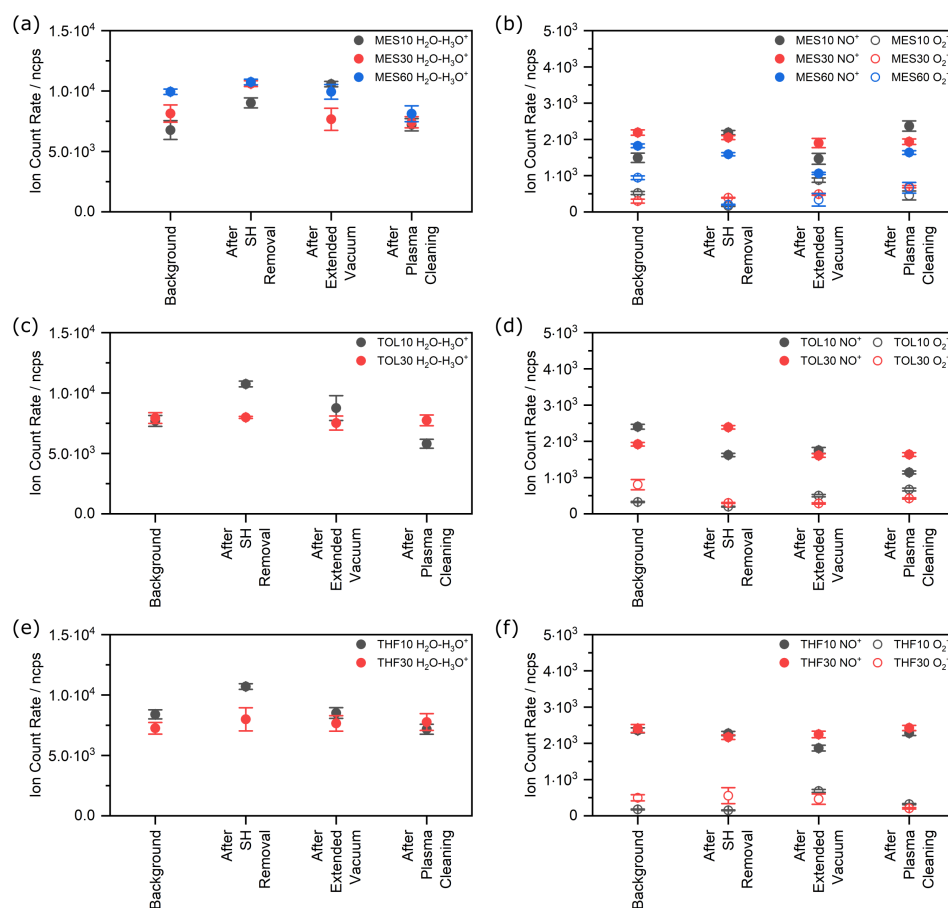 (a)
1.5·10⁴
1.0·10⁴
5.0·10³
0.0
Ion Count Rate / ncps
MES10 H₂O-H₃O⁺
MES30 H₂O-H₃O⁺
MES60 H₂O-H₃O⁺
Background
After
SH
Removal
After
Extended
Vacuum
After
Plasma
Cleaning
(b)
5·10³
4·10³
3·10³
2·10³
1·10³
0
Ion Count Rate / ncps
MES10 NO⁺ MES10 O₂⁺
MES30 NO⁺ MES30 O₂⁺
MES60 NO⁺ MES60 O₂⁺
Background
After
SH
Removal
After
Extended
Vacuum
After
Plasma
Cleaning
(c)
1.5·10⁴
1.0·10⁴
5.0·10³
0.0
Ion Count Rate / ncps
TOL10 H₂O-H₃O⁺
TOL30 H₂O-H₃O⁺
Background
After
SH
Removal
After
Extended
Vacuum
After
Plasma
Cleaning
(d)
5·10³
4·10³
3·10³
2·10³
1·10³
0
Ion Count Rate / ncps
TOL10 NO⁺ TOL10 O₂⁺
TOL30 NO⁺ TOL30 O₂⁺
Background
After
SH
Removal
After
Extended
Vacuum
After
Plasma
Cleaning
(e)
1.5·10⁴
1.0·10⁴
5.0·10³
0.0
Ion Count Rate / ncps
THF10 H₂O-H₃O⁺
THF30 H₂O-H₃O⁺
Background
After
SH
Removal
After
Extended
Vacuum
After
Plasma
Cleaning
(f)
5·10³
4·10³
3·10³
2·10³
1·10³
0
Ion Count Rate / ncps
THF10 NO⁺ THF10 O₂⁺
THF30 NO⁺ THF30 O₂⁺
Background
After
SH
Removal
After
Extended
Vacuum
After
Plasma
Cleaning